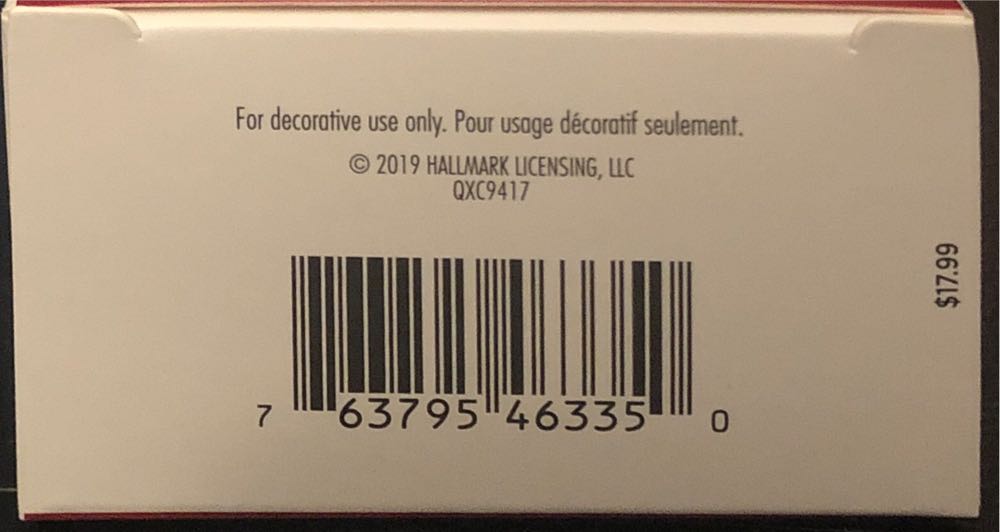 For decorative use only. Pour usage décoratif seulement.
© 2019 HALLMARK LICENSING, LLC
QXC9417
$17.99
7 63795 46335 0